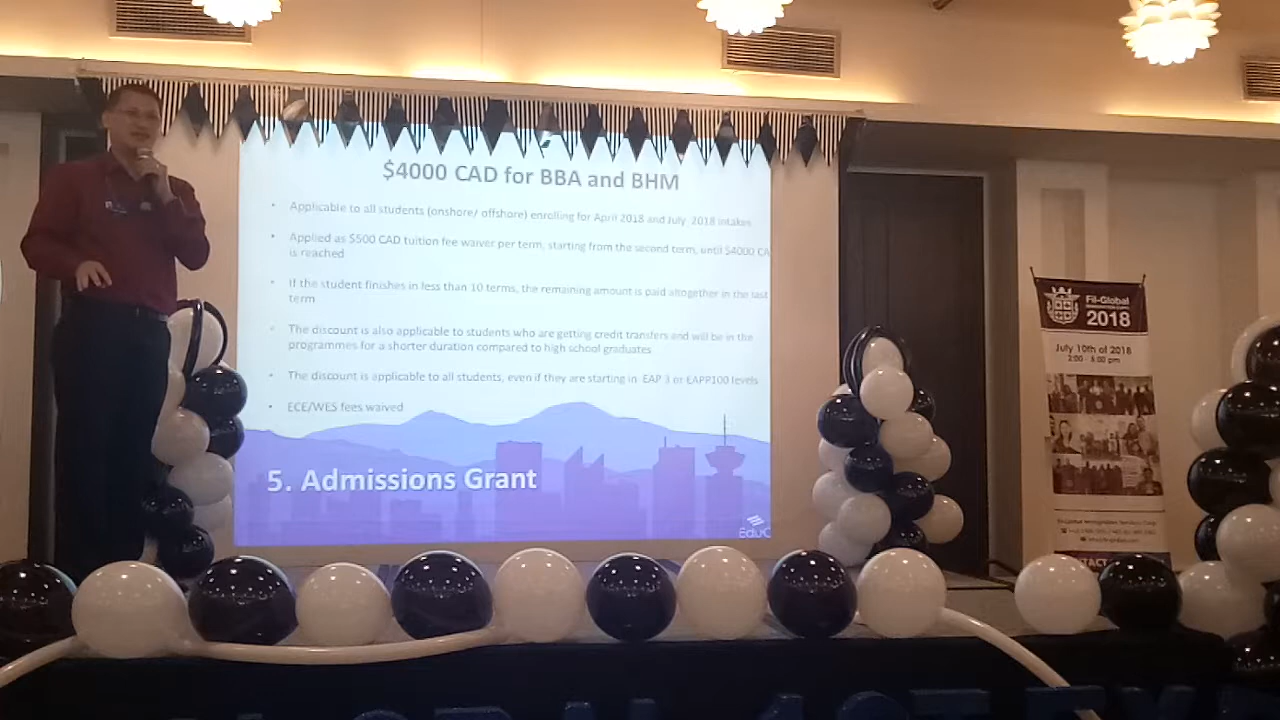 $4000 CAD for BBA and BHM
• Applicable to all students (onshore/ offshore) enrolling for April 2018 and July, 2018 intakes
• Applied as $500 CAD tuition fee waiver per term, starting from the second term, until $4000 CA
is reached
• If the student finishes in less than 10 terms, the remaining amount is paid altogether in the last
term
• The discount is also applicable to students who are getting credit transfers and will be in the
programmes for a shorter duration compared to high school graduates
• The discount is applicable to all students, even if they are starting in EAP 3 or EAPP100 levels
• ECE/WES fees waived
5. Admissions Grant
EduC
Fil-Global
2018
July 10th of 2018
2:00 - 8:00 pm